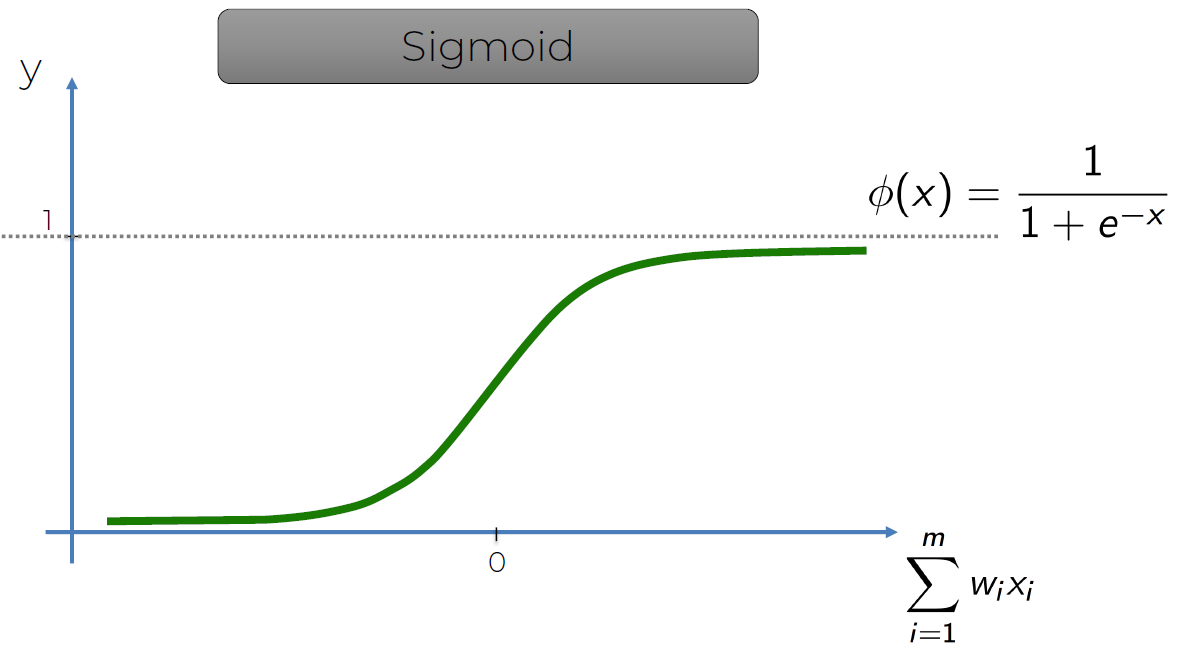 Sigmoid
y
1
ϕ(x) = 1 / (1 + e^{−x})
0
∑_{i=1}^{m} w_i x_i